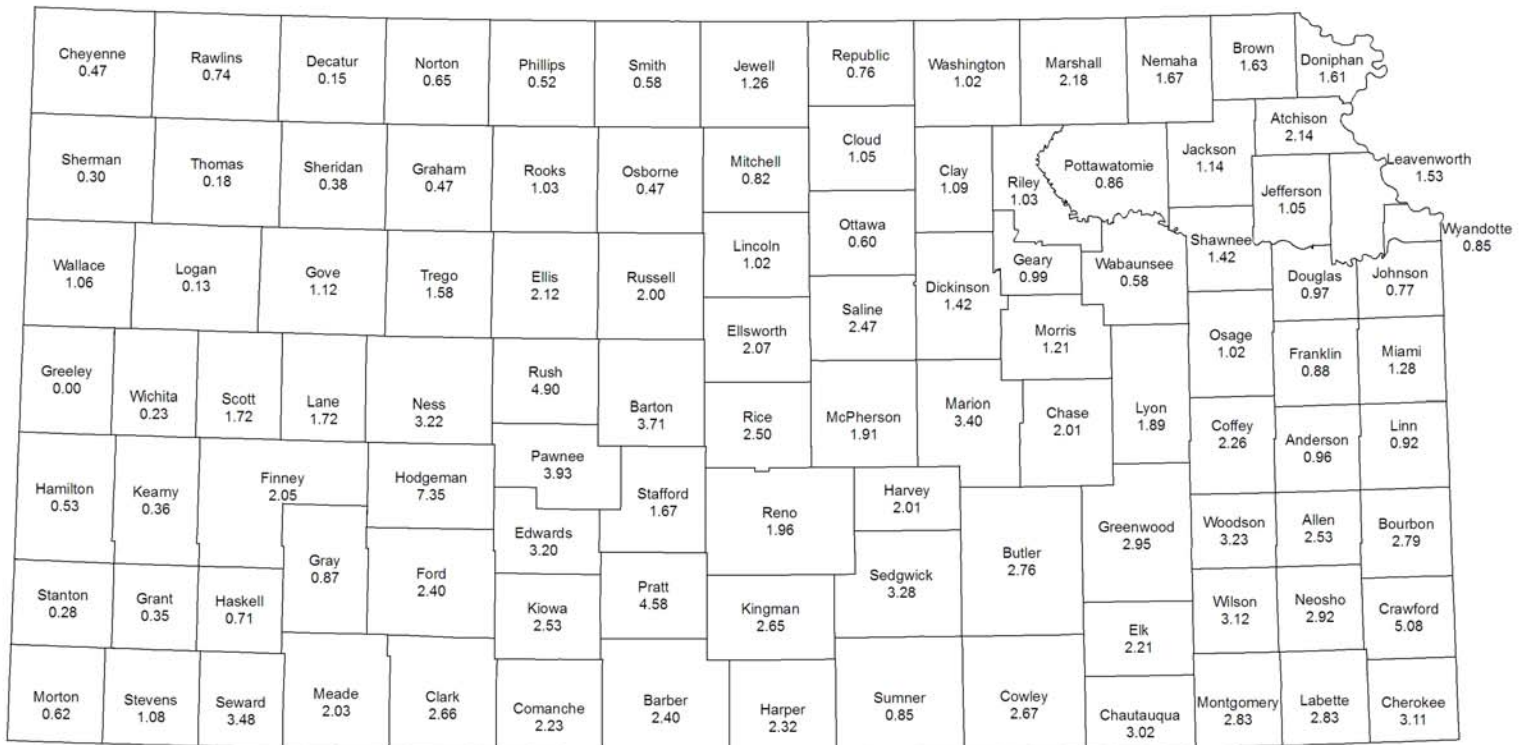 Cheyenne
0.47
Rawlins
0.74
Decatur
0.15
Norton
0.65
Phillips
0.52
Smith
0.58
Jewell
1.26
Republic
0.76
Washington
1.02
Marshall
2.18
Nemaha
1.67
Brown
1.63
Doniphan
1.61
Sherman
0.30
Thomas
0.18
Sheridan
0.38
Graham
0.47
Rooks
1.03
Osborne
0.47
Mitchell
0.82
Cloud
1.05
Clay
1.09
Riley
1.03
Pottawatomie
0.86
Jackson
1.14
Atchison
2.14
Jefferson
1.05
Leavenworth
1.53
Wyandotte
0.85
Wallace
1.06
Logan
0.13
Gove
1.12
Trego
1.58
Ellis
2.12
Russell
2.00
Lincoln
1.02
Ottawa
0.60
Dickinson
1.42
Geary
0.99
Wabaunsee
0.58
Shawnee
1.42
Douglas
0.97
Johnson
0.77
Ellsworth
2.07
Saline
2.47
Morris
1.21
Osage
1.02
Franklin
0.88
Miami
1.28
Greeley
0.00
Wichita
0.23
Scott
1.72
Lane
1.72
Ness
3.22
Rush
4.90
Barton
3.71
Rice
2.50
McPherson
1.91
Marion
3.40
Chase
2.01
Lyon
1.89
Coffey
2.26
Anderson
0.96
Linn
0.92
Hamilton
0.53
Kearny
0.36
Finney
2.05
Hodgeman
7.35
Pawnee
3.93
Stafford
1.67
Edwards
3.20
Reno
1.96
Harvey
2.01
Butler
2.76
Greenwood
2.95
Woodson
3.23
Allen
2.53
Bourbon
2.79
Gray
0.87
Ford
2.40
Pratt
4.58
Kiowa
2.53
Kingman
2.65
Sedgwick
3.28
Stanton
0.28
Grant
0.35
Haskell
0.71
Elk
2.21
Wilson
3.12
Neosho
2.92
Crawford
5.08
Morton
0.62
Stevens
1.08
Seward
3.48
Meade
2.03
Clark
2.66
Comanche
2.23
Barber
2.40
Harper
2.32
Sumner
0.85
Cowley
2.67
Chautauqua
3.02
Montgomery
2.83
Labette
2.83
Cherokee
3.11